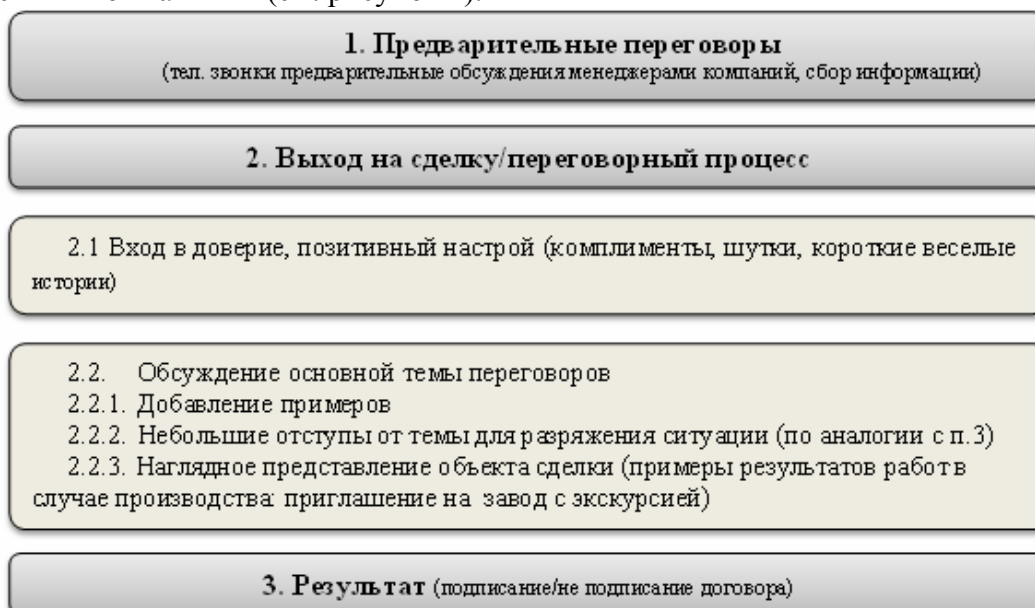 1. Предварительные переговоры
(тел. звонки предварительные обсуждения менеджерами компаний, сбор информации)
2. Выход на сделку/переговорный процесс
2.1 Вход в доверие, позитивный настрой (комплименты, шутки, короткие веселые
истории)
2.2. Обсуждение основной темы переговоров
2.2.1. Добавление примеров
2.2.2. Небольшие отступы от темы для разряжения ситуации (по аналогии с п.3)
2.2.3. Наглядное представление объекта сделки (примеры результатов работ в
случае производства: приглашение на завод с экскурсией)
3. Результат (подписание/не подписание договора)